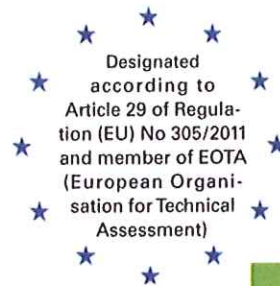 Designated
according to
Article 29 of Regula-
tion (EU) No 305/2011
and member of EOTA
(European Organi-
sation for Technical
Assessment)